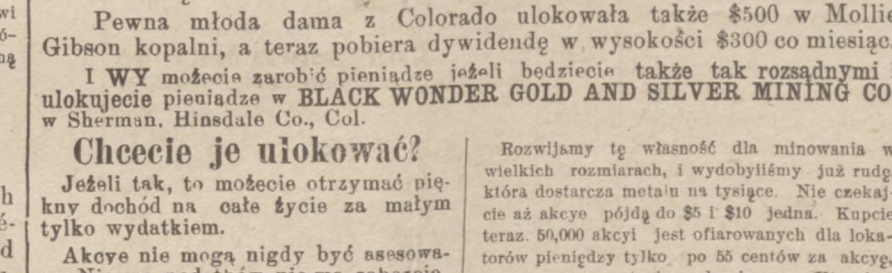 Pewna młoda dama z Colorado ulokowała także $500 w Mollie
Gibson kopalni, a teraz pobiera dywidendę w wysokości $300 co miesiąc.
I WY możecie zarobić pieniądze jeżeli będziecie także tak rozsądnymi i
ulokujecie pieniądze w BLACK WONDER GOLD AND SILVER MINING CO
w Sherman, Hinsdale Co., Col.
Chcecie je ulokować?
Jeżeli tak, to możecie otrzymać pię-
kny dochód na całe życie za małym
tylko wydatkiem.
Akcye nie mogą nigdy być asesowa-
Rozwijamy tę własność dla minowania w
wielkich rozmiarach, i wydobyliśmy już rudę,
która dostarcza metalu na tysiące. Nie czekaj-
cie aż akcye pójdą do $5 i $10 jedna. Kupcie
teraz. 50,000 akcyi jest ofiarowanych dla loka-
torów pieniędzy tylko po 55 centów za akcyę,